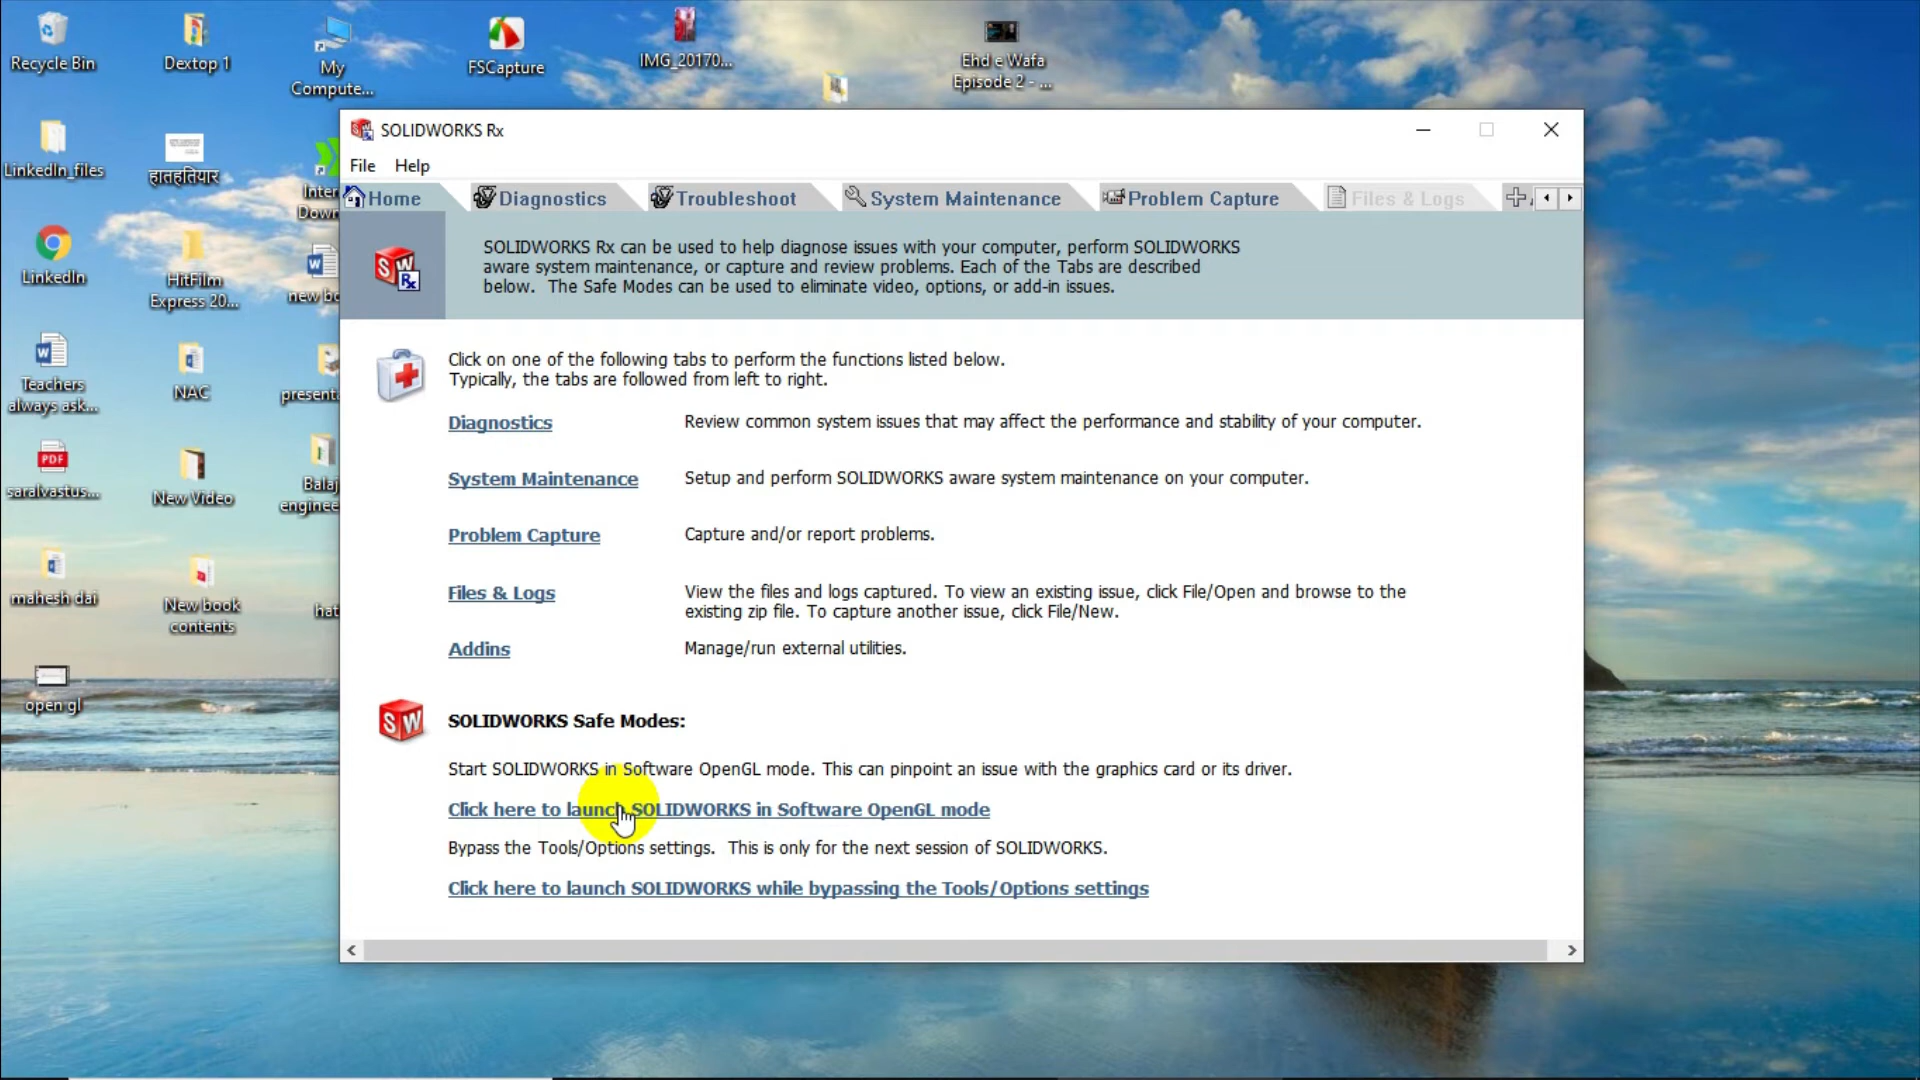 Recycle Bin
Dextop 1
My
Compute...
FSCapture
IMG_20170...
Ehd e Wafa
Episode 2 - ...
LinkedIn_files
हातहतियार
Inter
Down
LinkedIn
HitFilm
Express 20...
new bo
Teachers
always ask...
NAC
presenta
PDF
saralvastus...
New Video
Balaj
enginee
mahesh dai
New book
contents
hat
open gl
SOLIDWORKS Rx
File Help
Home Diagnostics Troubleshoot System Maintenance Problem Capture Files & Logs
SW
Rx
SOLIDWORKS Rx can be used to help diagnose issues with your computer, perform SOLIDWORKS
aware system maintenance, or capture and review problems. Each of the Tabs are described
below. The Safe Modes can be used to eliminate video, options, or add-in issues.
Click on one of the following tabs to perform the functions listed below.
Typically, the tabs are followed from left to right.
Diagnostics Review common system issues that may affect the performance and stability of your computer.
System Maintenance Setup and perform SOLIDWORKS aware system maintenance on your computer.
Problem Capture Capture and/or report problems.
Files & Logs View the files and logs captured. To view an existing issue, click File/Open and browse to the
existing zip file. To capture another issue, click File/New.
Addins Manage/run external utilities.
SW
SOLIDWORKS Safe Modes:
Start SOLIDWORKS in Software OpenGL mode. This can pinpoint an issue with the graphics card or its driver.
Click here to launch SOLIDWORKS in Software OpenGL mode
Bypass the Tools/Options settings. This is only for the next session of SOLIDWORKS.
Click here to launch SOLIDWORKS while bypassing the Tools/Options settings